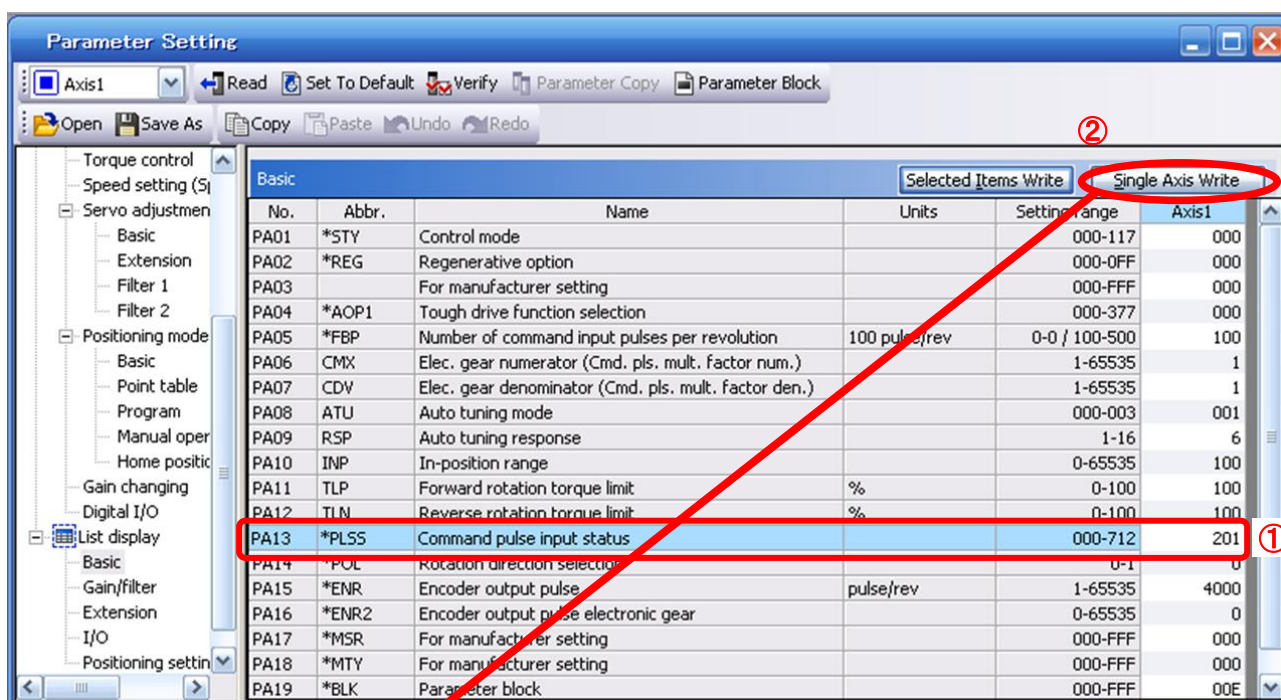 Parameter Setting
Axis1 Read Set To Default Verify Parameter Copy Parameter Block
Open Save As Copy Paste Undo Redo
②
Torque control
Speed setting (S
Servo adjustmen
Basic
Extension
Filter 1
Filter 2
Positioning mode
Basic
Point table
Program
Manual oper
Home positic
Gain changing
Digital I/O
List display
Basic
Gain/filter
Extension
I/O
Positioning settin
Basic Selected Items Write Single Axis Write
No. Abbr. Name Units Setting range Axis1
PA01 *STY Control mode 000-117 000
PA02 *REG Regenerative option 000-0FF 000
PA03 For manufacturer setting 000-FFF 000
PA04 *AOP1 Tough drive function selection 000-377 000
PA05 *FBP Number of command input pulses per revolution 100 pulse/rev 0-0 / 100-500 100
PA06 CMX Elec. gear numerator (Cmd. pls. mult. factor num.) 1-65535 1
PA07 CDV Elec. gear denominator (Cmd. pls. mult. factor den.) 1-65535 1
PA08 ATU Auto tuning mode 000-003 001
PA09 RSP Auto tuning response 1-16 6
PA10 INP In-position range 0-65535 100
PA11 TLP Forward rotation torque limit % 0-100 100
PA12 TLN Reverse rotation torque limit % 0-100 100
PA13 *PLSS Command pulse input status 000-712 201 ①
PA14 *POL Rotation direction selection 0-1 0
PA15 *ENR Encoder output pulse pulse/rev 1-65535 4000
PA16 *ENR2 Encoder output pulse electronic gear 0-65535 0
PA17 *MSR For manufacturer setting 000-FFF 000
PA18 *MTY For manufacturer setting 000-FFF 000
PA19 *BLK Parameter block 000-FFF 00E